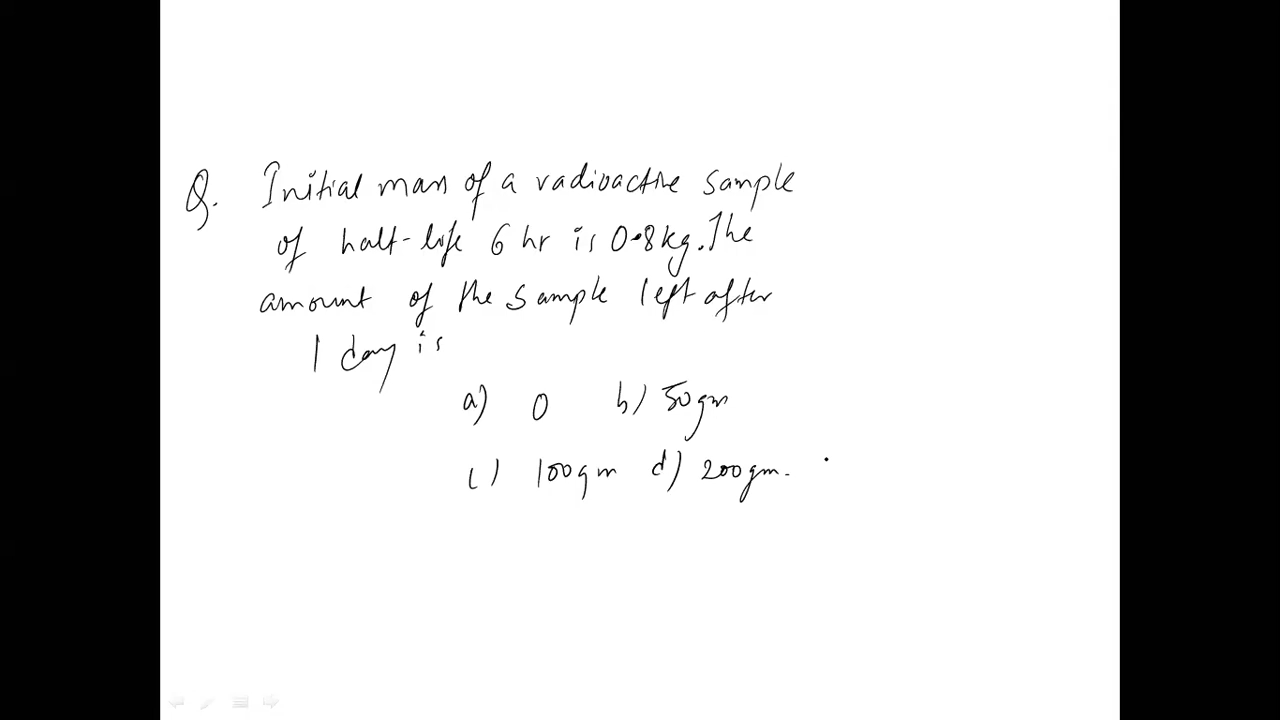 Q. Initial mass of a radioactive sample
of half-life 6 hr is 0.8kg. The
amount of the sample left after
1 day is
a) 0 b) 50gm
c) 100gm d) 200gm.